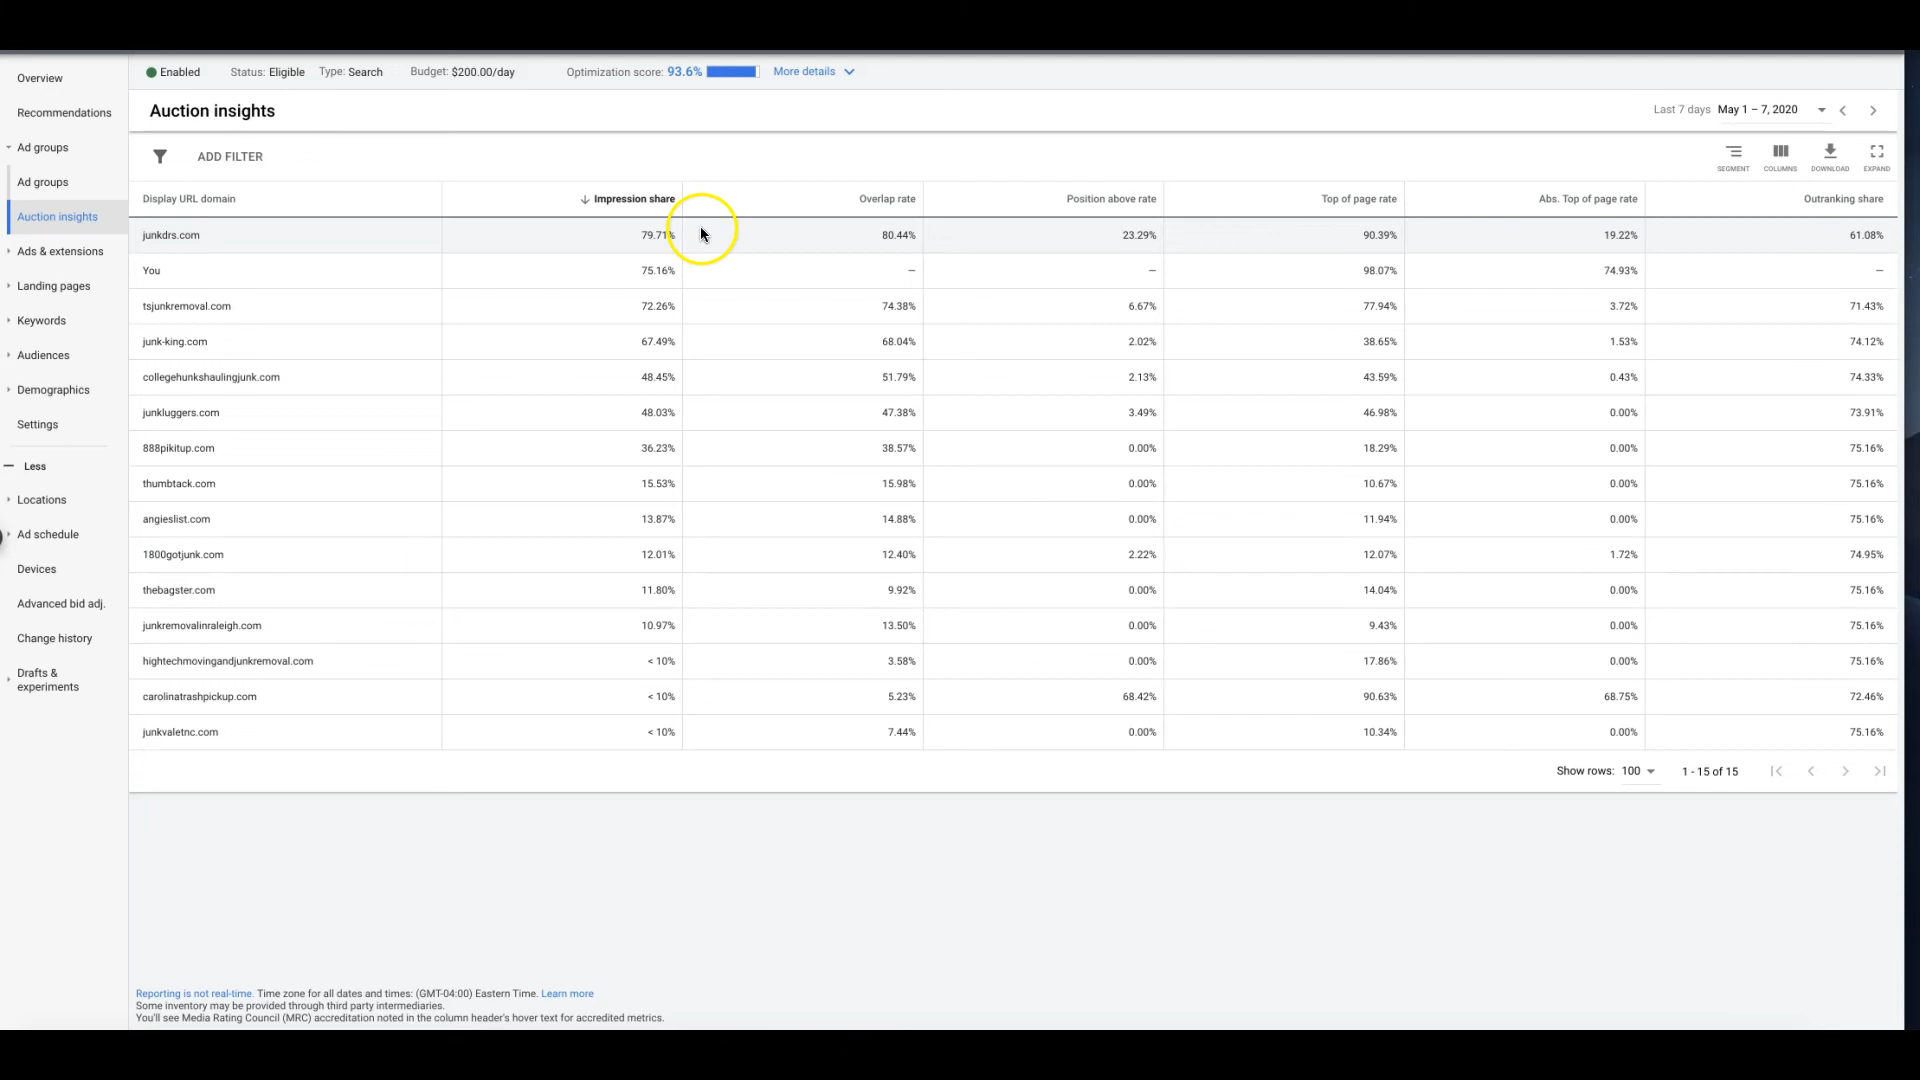 Overview
Recommendations
Ad groups
Ad groups
Auction insights
Ads & extensions
Landing pages
Keywords
Audiences
Demographics
Settings
Less
Locations
Ad schedule
Devices
Advanced bid adj.
Change history
Drafts &
experiments
Enabled Status: Eligible Type: Search Budget: $200.00/day Optimization score: 93.6% More details
Auction insights Last 7 days May 1 – 7, 2020
ADD FILTER SEGMENT COLUMNS DOWNLOAD EXPAND
Display URL domain Impression share Overlap rate Position above rate Top of page rate Abs. Top of page rate Outranking share
junkdrs.com 79.71% 80.44% 23.29% 90.39% 19.22% 61.08%
You 75.16% – – 98.07% 74.93% –
tsjunkremoval.com 72.26% 74.38% 6.67% 77.94% 3.72% 71.43%
junk-king.com 67.49% 68.04% 2.02% 38.65% 1.53% 74.12%
collegehunkshaulingjunk.com 48.45% 51.79% 2.13% 43.59% 0.43% 74.33%
junkluggers.com 48.03% 47.38% 3.49% 46.98% 0.00% 73.91%
888pikitup.com 36.23% 38.57% 0.00% 18.29% 0.00% 75.16%
thumbtack.com 15.53% 15.98% 0.00% 10.67% 0.00% 75.16%
angieslist.com 13.87% 14.88% 0.00% 11.94% 0.00% 75.16%
1800gotjunk.com 12.01% 12.40% 2.22% 12.07% 1.72% 74.95%
thebagster.com 11.80% 9.92% 0.00% 14.04% 0.00% 75.16%
junkremovalinraleigh.com 10.97% 13.50% 0.00% 9.43% 0.00% 75.16%
hightechmovingandjunkremoval.com < 10% 3.58% 0.00% 17.86% 0.00% 75.16%
carolinatrashpickup.com < 10% 5.23% 68.42% 90.63% 68.75% 72.46%
junkvaletnc.com < 10% 7.44% 0.00% 10.34% 0.00% 75.16%
Show rows: 100 1 - 15 of 15
Reporting is not real-time. Time zone for all dates and times: (GMT-04:00) Eastern Time. Learn more
Some inventory may be provided through third party intermediaries.
You'll see Media Rating Council (MRC) accreditation noted in the column header's hover text for accredited metrics.